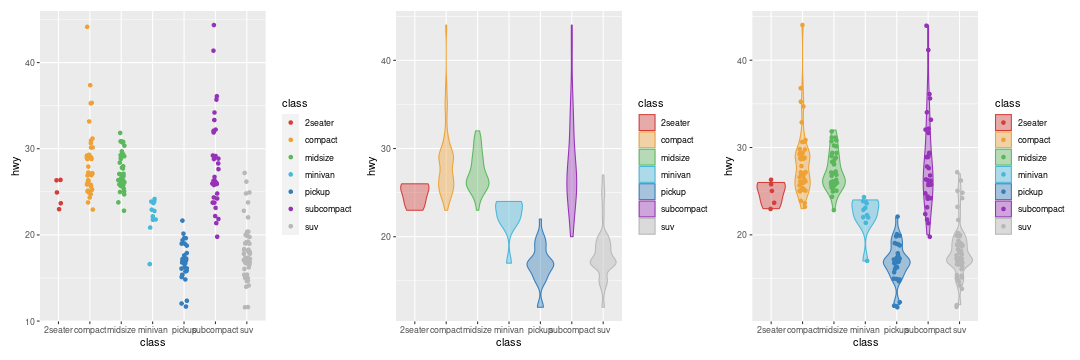 hwy
40
30
20
10
2seater compact midsize minivan pickup subcompact suv
class
class
2seater
compact
midsize
minivan
pickup
subcompact
suv
hwy
40
30
20
2seater compact midsize minivan pickup subcompact suv
class
class
2seater
compact
midsize
minivan
pickup
subcompact
suv
hwy
40
30
20
2seater compact midsize minivan pickup subcompact suv
class
class
2seater
compact
midsize
minivan
pickup
subcompact
suv